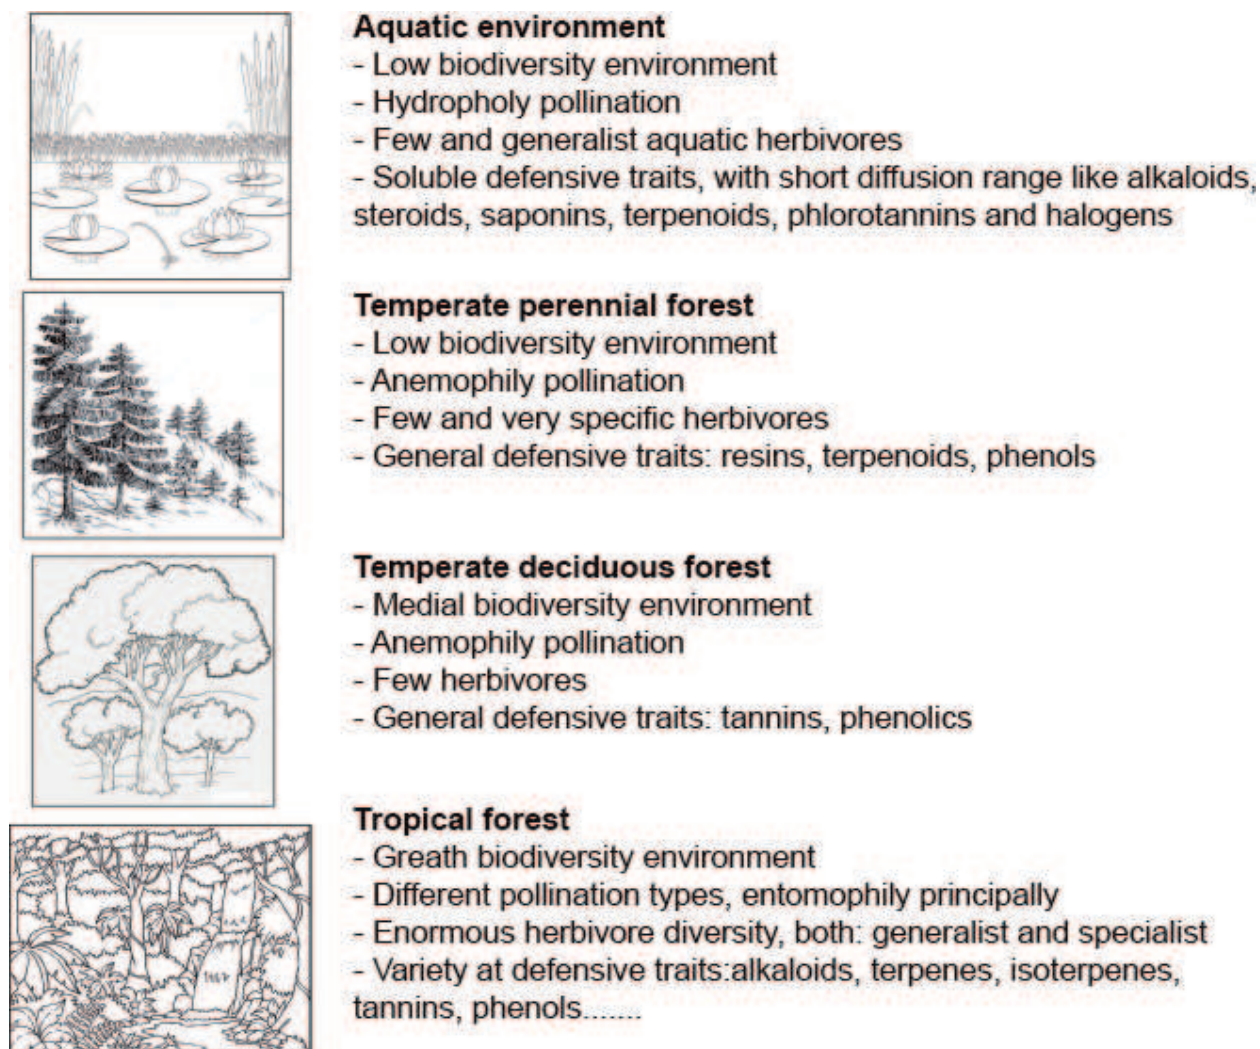 Aquatic environment
- Low biodiversity environment
- Hydropholy pollination
- Few and generalist aquatic herbivores
- Soluble defensive traits, with short diffusion range like alkaloids,
steroids, saponins, terpenoids, phlorotannins and halogens
Temperate perennial forest
- Low biodiversity environment
- Anemophily pollination
- Few and very specific herbivores
- General defensive traits: resins, terpenoids, phenols
Temperate deciduous forest
- Medial biodiversity environment
- Anemophily pollination
- Few herbivores
- General defensive traits: tannins, phenolics
Tropical forest
- Greath biodiversity environment
- Different pollination types, entomophily principally
- Enormous herbivore diversity, both: generalist and specialist
- Variety at defensive traits:alkaloids, terpenes, isoterpenes,
tannins, phenols.......